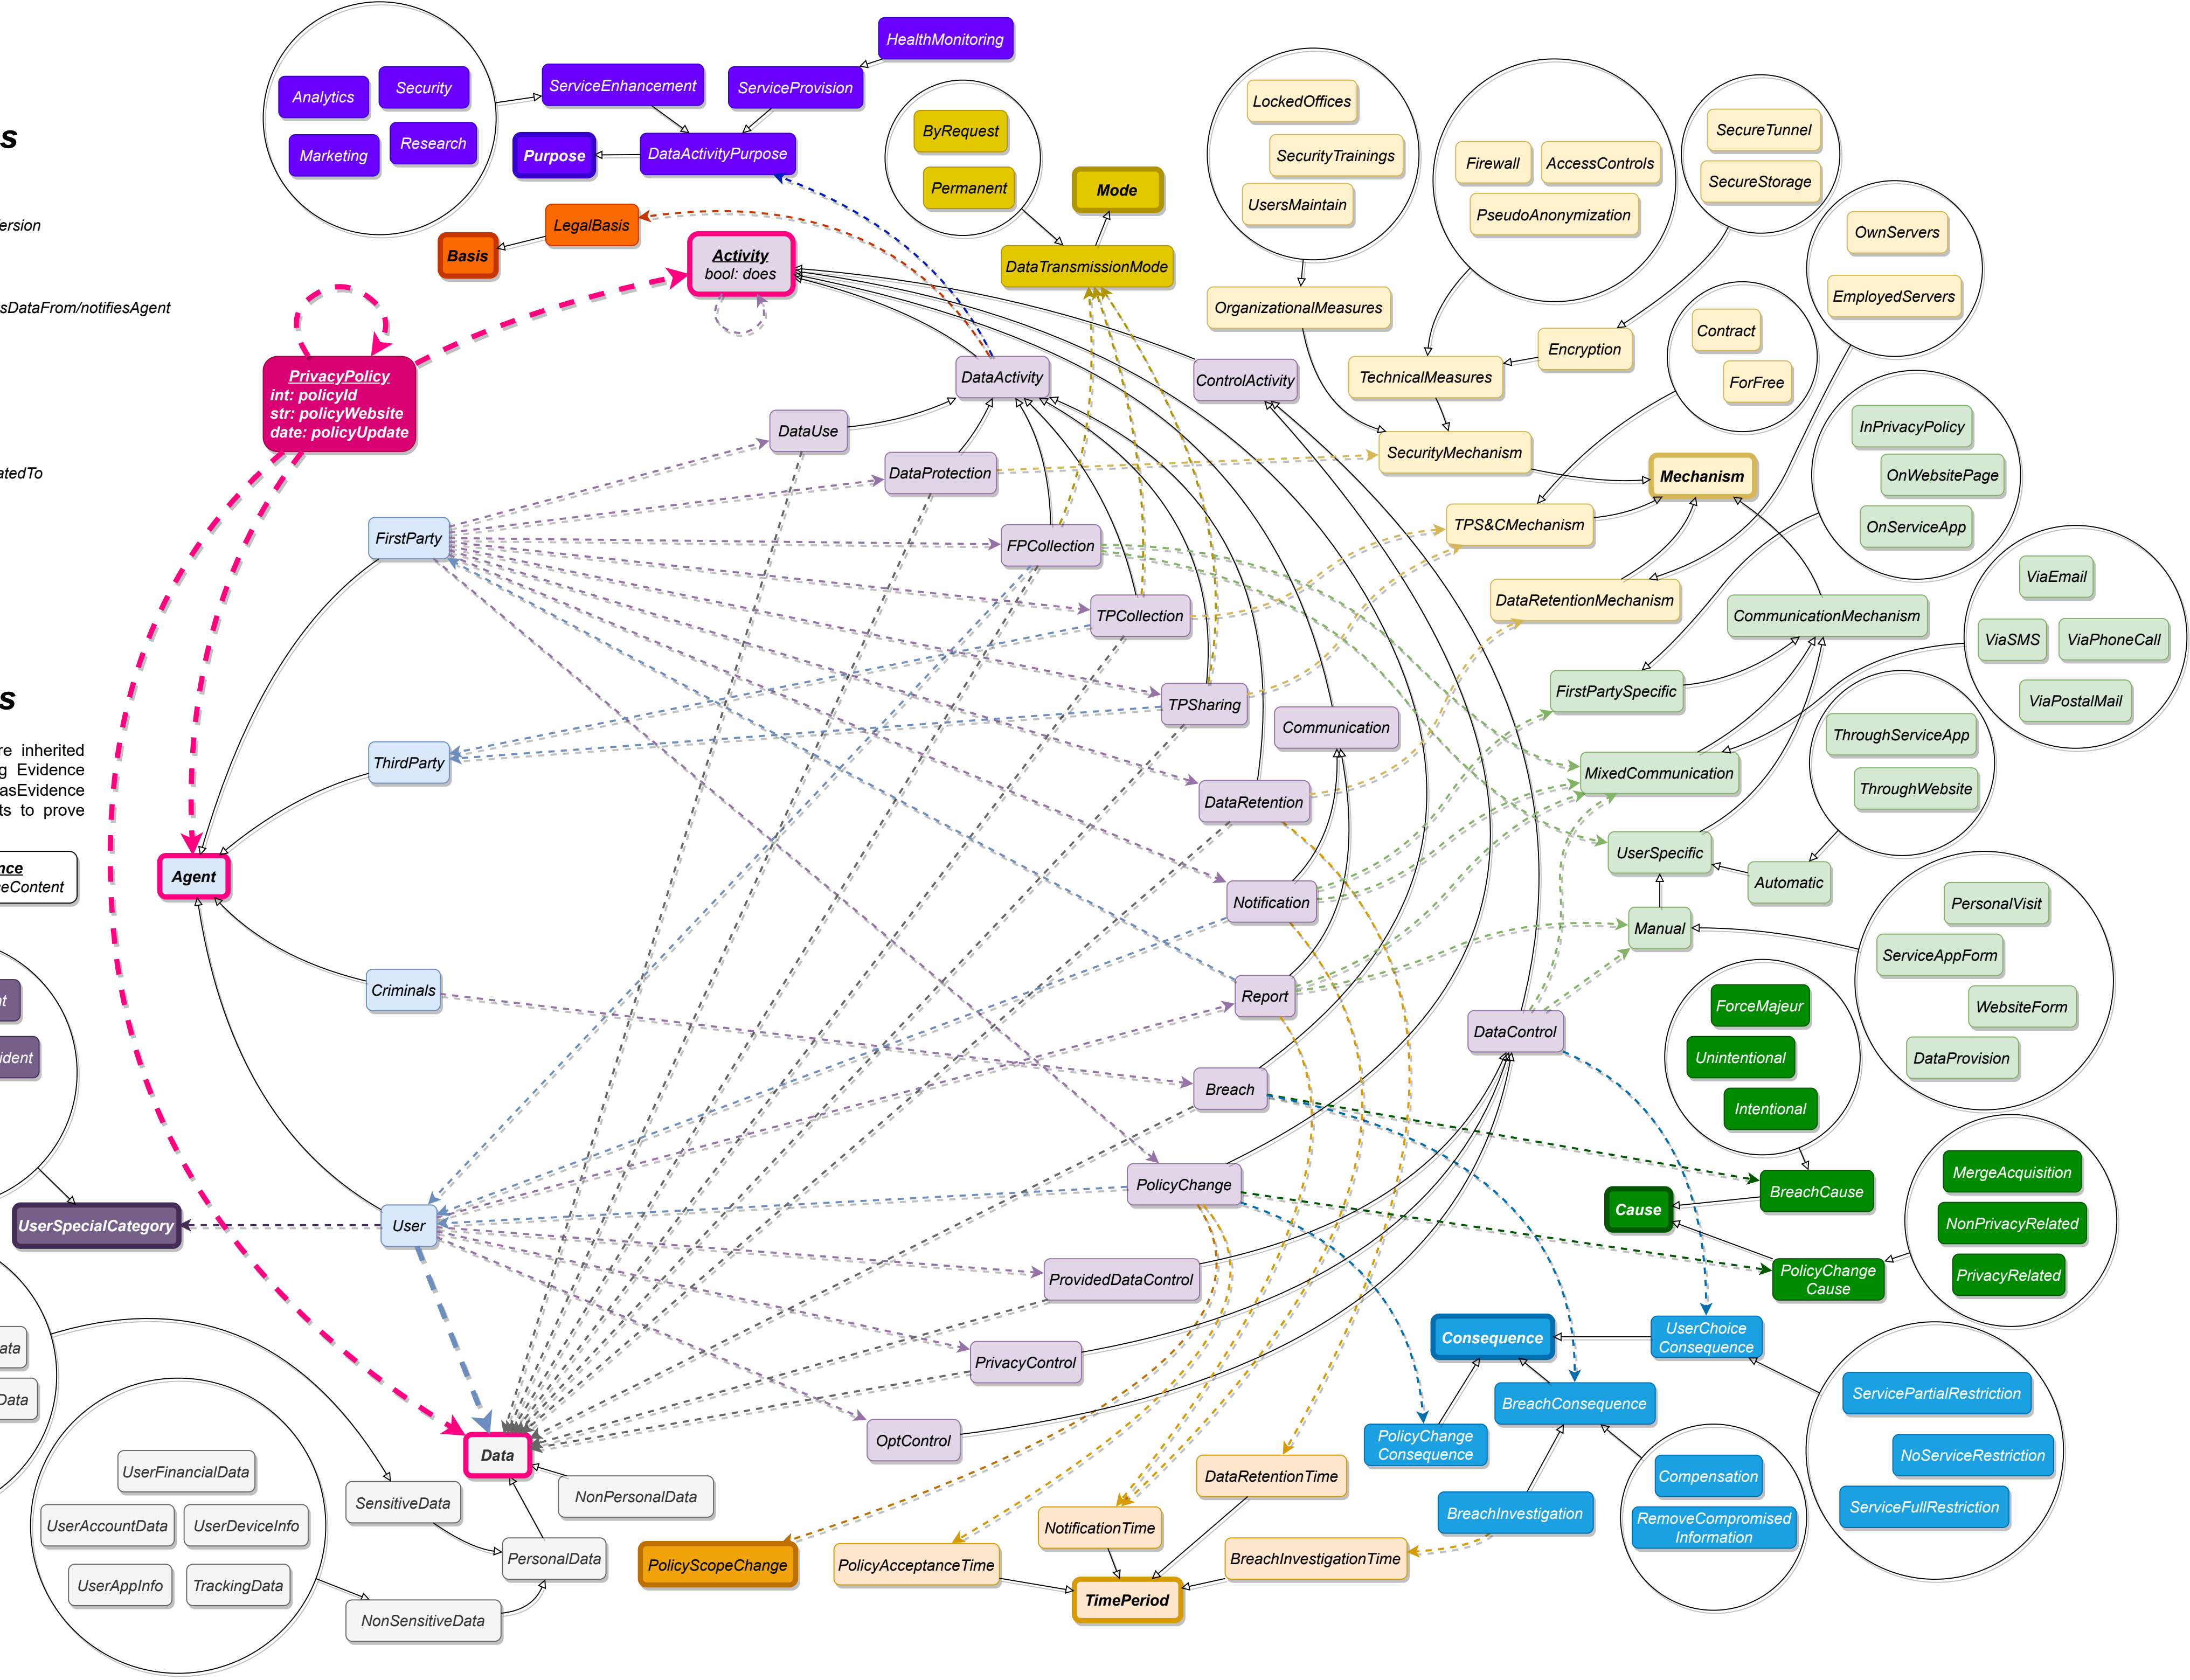 s
HealthMonitoring
Analytics
Security
Marketing
Research
ServiceEnhancement
ServiceProvision
Purpose
DataActivityPurpose
ByRequest
Permanent
Mode
LockedOffices
SecurityTrainings
UsersMaintain
Firewall
AccessControls
PseudoAnonymization
SecureTunnel
SecureStorage
OwnServers
EmployedServers
ersion
LegalBasis
Basis
Activity
bool: does
DataTransmissionMode
OrganizationalMeasures
sDataFrom/notifiesAgent
Contract
ForFree
Encryption
TechnicalMeasures
PrivacyPolicy
int: policyId
str: policyWebsite
date: policyUpdate
DataActivity
ControlActivity
DataUse
DataProtection
SecurityMechanism
Mechanism
InPrivacyPolicy
OnWebsitePage
OnServiceApp
atedTo
FirstParty
FPCollection
TPS&CMechanism
TPCollection
DataRetentionMechanism
CommunicationMechanism
ViaEmail
ViaSMS
ViaPhoneCall
ViaPostalMail
s
re inherited
g Evidence
asEvidence
ts to prove
TPSharing
Communication
FirstPartySpecific
ThirdParty
MixedCommunication
ThroughServiceApp
ThroughWebsite
DataRetention
UserSpecific
Automatic
nce
ceContent
Agent
Notification
Manual
PersonalVisit
ServiceAppForm
WebsiteForm
DataProvision
Criminals
Report
DataControl
ForceMajeur
Unintentional
Intentional
nt
ident
Breach
PolicyChange
BreachCause
Cause
MergeAcquisition
NonPrivacyRelated
PrivacyRelated
PolicyChange
Cause
UserSpecialCategory
User
ProvidedDataControl
PrivacyControl
OptControl
Consequence
UserChoice
Consequence
BreachConsequence
PolicyChange
Consequence
ServicePartialRestriction
NoServiceRestriction
ServiceFullRestriction
Compensation
RemoveCompromised
Information
BreachInvestigation
ata
Data
Data
UserFinancialData
UserAccountData
UserDeviceInfo
UserAppInfo
TrackingData
SensitiveData
NonPersonalData
PersonalData
NonSensitiveData
PolicyScopeChange
DataRetentionTime
NotificationTime
PolicyAcceptanceTime
BreachInvestigationTime
TimePeriod